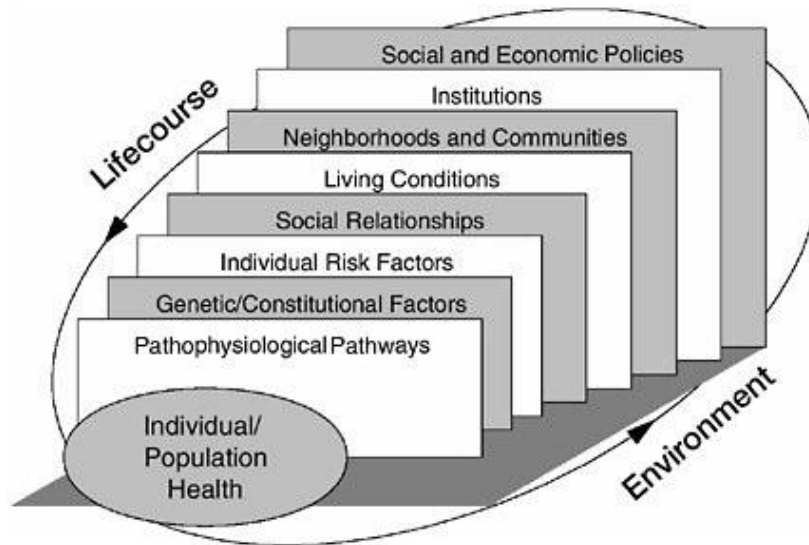 Social and Economic Policies
Institutions
Neighborhoods and Communities
Living Conditions
Social Relationships
Individual Risk Factors
Genetic/Constitutional Factors
Pathophysiological Pathways
Individual/
Population
Health
Lifecourse
Environment